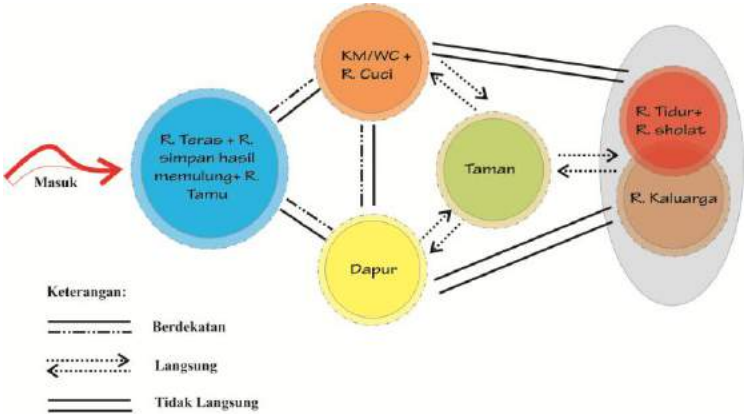 KM/WC +
R. Cuci
R. Teras + R.
simpan hasil
memulung+ R.
Tamu
Masuk
Taman
R. Tidur+
R. sholat
R. Kaluarga
Dapur
Keterangan:
Berdekatan
Langsung
Tidak Langsung